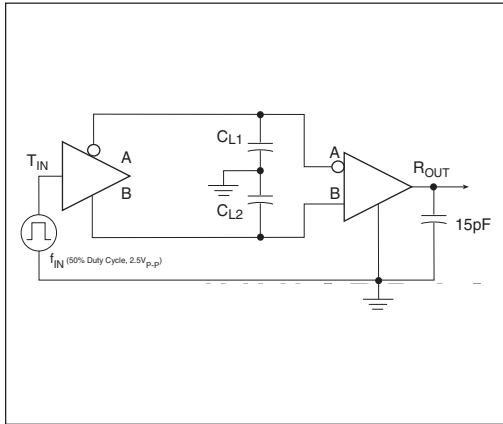 T_IN
A
B
f_IN (50% Duty Cycle, 2.5V_P-P)
C_L1
C_L2
A
B
R_OUT
15pF